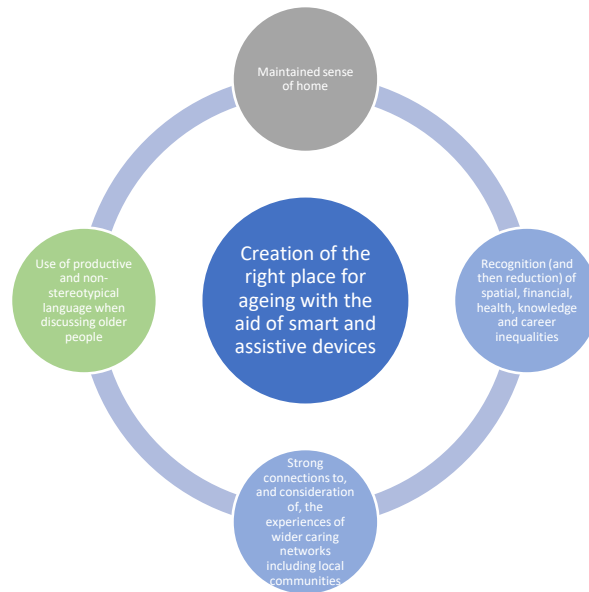 Maintained sense
of home
Use of productive
and non-
stereotypical
language when
discussing older
people
Creation of the
right place for
ageing with the
aid of smart and
assistive devices
Recognition (and
then reduction) of
spatial, financial,
health, knowledge
and career
inequalities
Strong
connections to,
and consideration
of, the
experiences of
wider caring
networks
including local
communities